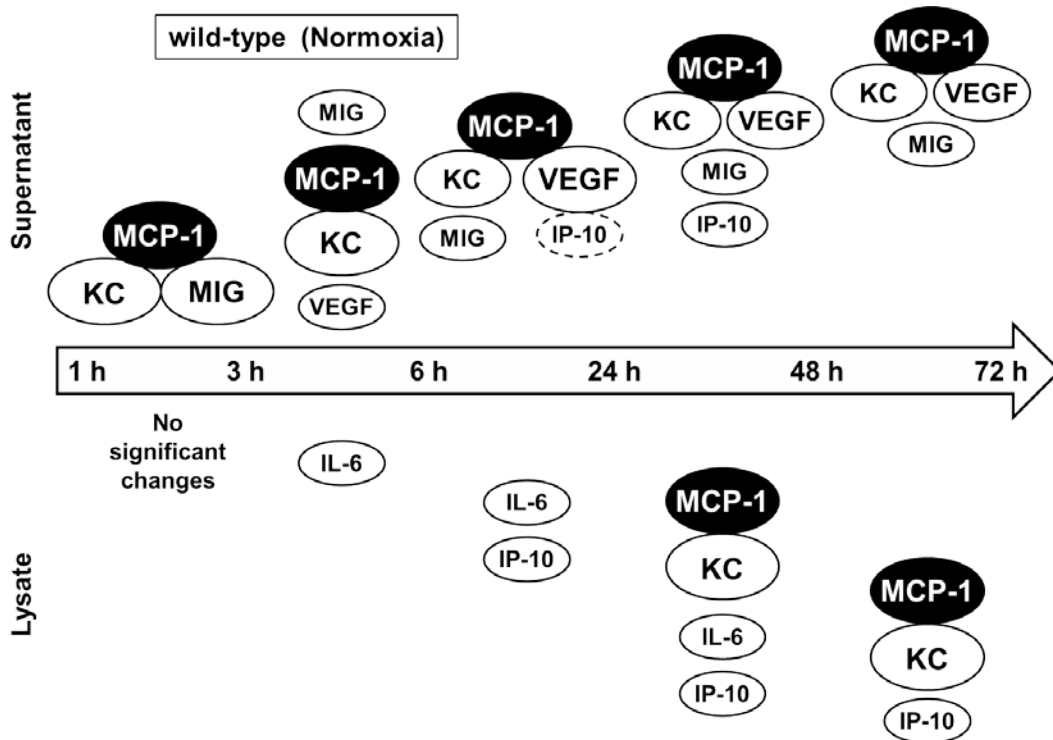 wild-type (Normoxia)
Supernatant
MCP-1
KC
MIG
MIG
MCP-1
KC
VEGF
MCP-1
KC
VEGF
MIG
IP-10
MCP-1
KC
VEGF
MIG
IP-10
MCP-1
KC
VEGF
MIG
1 h
3 h
6 h
24 h
48 h
72 h
Lysate
No
significant
changes
IL-6
IL-6
IP-10
MCP-1
KC
IL-6
IP-10
MCP-1
KC
IP-10